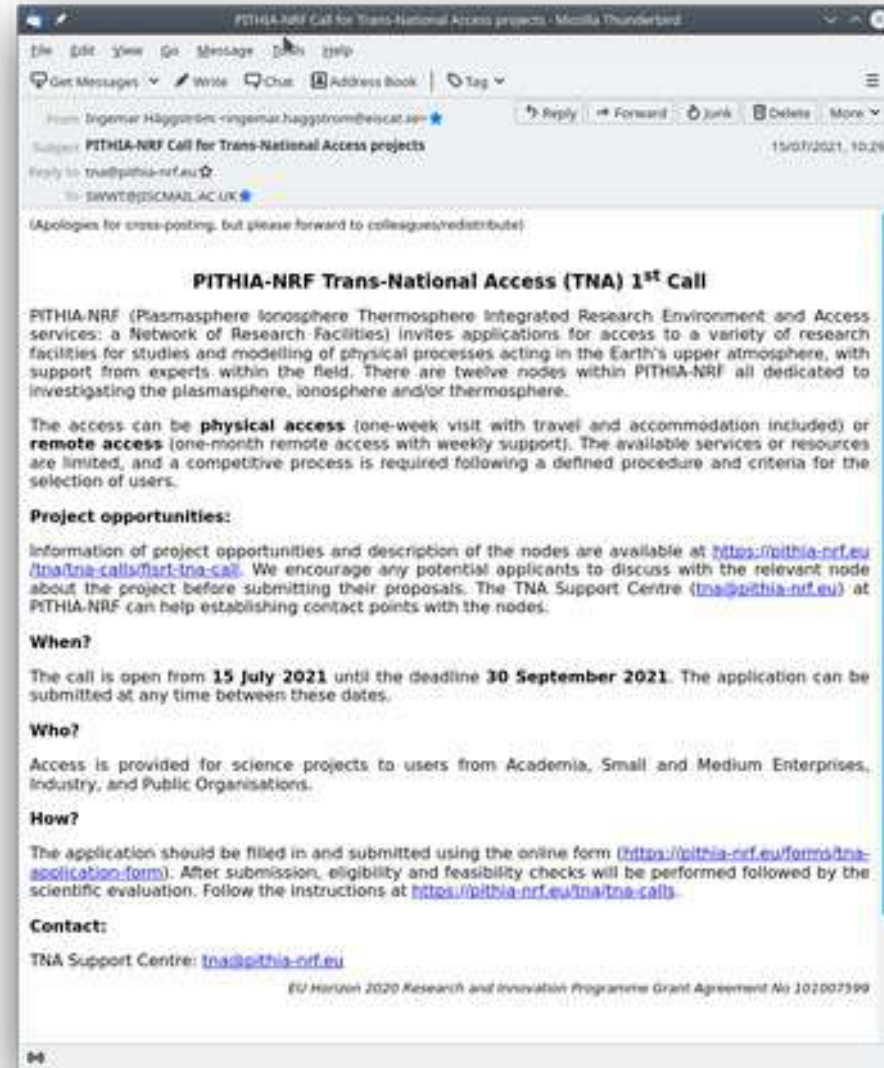 PITHIA-NRF Call for Trans-National Access projects - Mozilla Thunderbird
File Edit View Go Message Tools Help
Get Messages Write Chat Address Book Tag
From Ingemar Häggström <ingemar.haggstrom@eiscat.se> Reply Forward Junk Delete More
Subject PITHIA-NRF Call for Trans-National Access projects 15/07/2021, 10:29
Reply to tna@pithia-nrf.eu
To SWWT@JISCMAIL.AC.UK
(Apologies for cross-posting, but please forward to colleagues/redistribute)
PITHIA-NRF Trans-National Access (TNA) 1st Call
PITHIA-NRF (Plasmasphere Ionosphere Thermosphere Integrated Research Environment and Access
services: a Network of Research Facilities) invites applications for access to a variety of research
facilities for studies and modelling of physical processes acting in the Earth's upper atmosphere, with
support from experts within the field. There are twelve nodes within PITHIA-NRF all dedicated to
investigating the plasmasphere, ionosphere and/or thermosphere.
The access can be physical access (one-week visit with travel and accommodation included) or
remote access (one-month remote access with weekly support). The available services or resources
are limited, and a competitive process is required following a defined procedure and criteria for the
selection of users.
Project opportunities:
Information of project opportunities and description of the nodes are available at https://pithia-nrf.eu
/tna/tna-calls/fisrt-tna-call. We encourage any potential applicants to discuss with the relevant node
about the project before submitting their proposals. The TNA Support Centre (tna@pithia-nrf.eu) at
PITHIA-NRF can help establishing contact points with the nodes.
When?
The call is open from 15 July 2021 until the deadline 30 September 2021. The application can be
submitted at any time between these dates.
Who?
Access is provided for science projects to users from Academia, Small and Medium Enterprises,
Industry, and Public Organisations.
How?
The application should be filled in and submitted using the online form (https://pithia-nrf.eu/forms/tna-
application-form). After submission, eligibility and feasibility checks will be performed followed by the
scientific evaluation. Follow the instructions at https://pithia-nrf.eu/tna/tna-calls.
Contact:
TNA Support Centre: tna@pithia-nrf.eu
EU Horizon 2020 Research and Innovation Programme Grant Agreement No 101007599